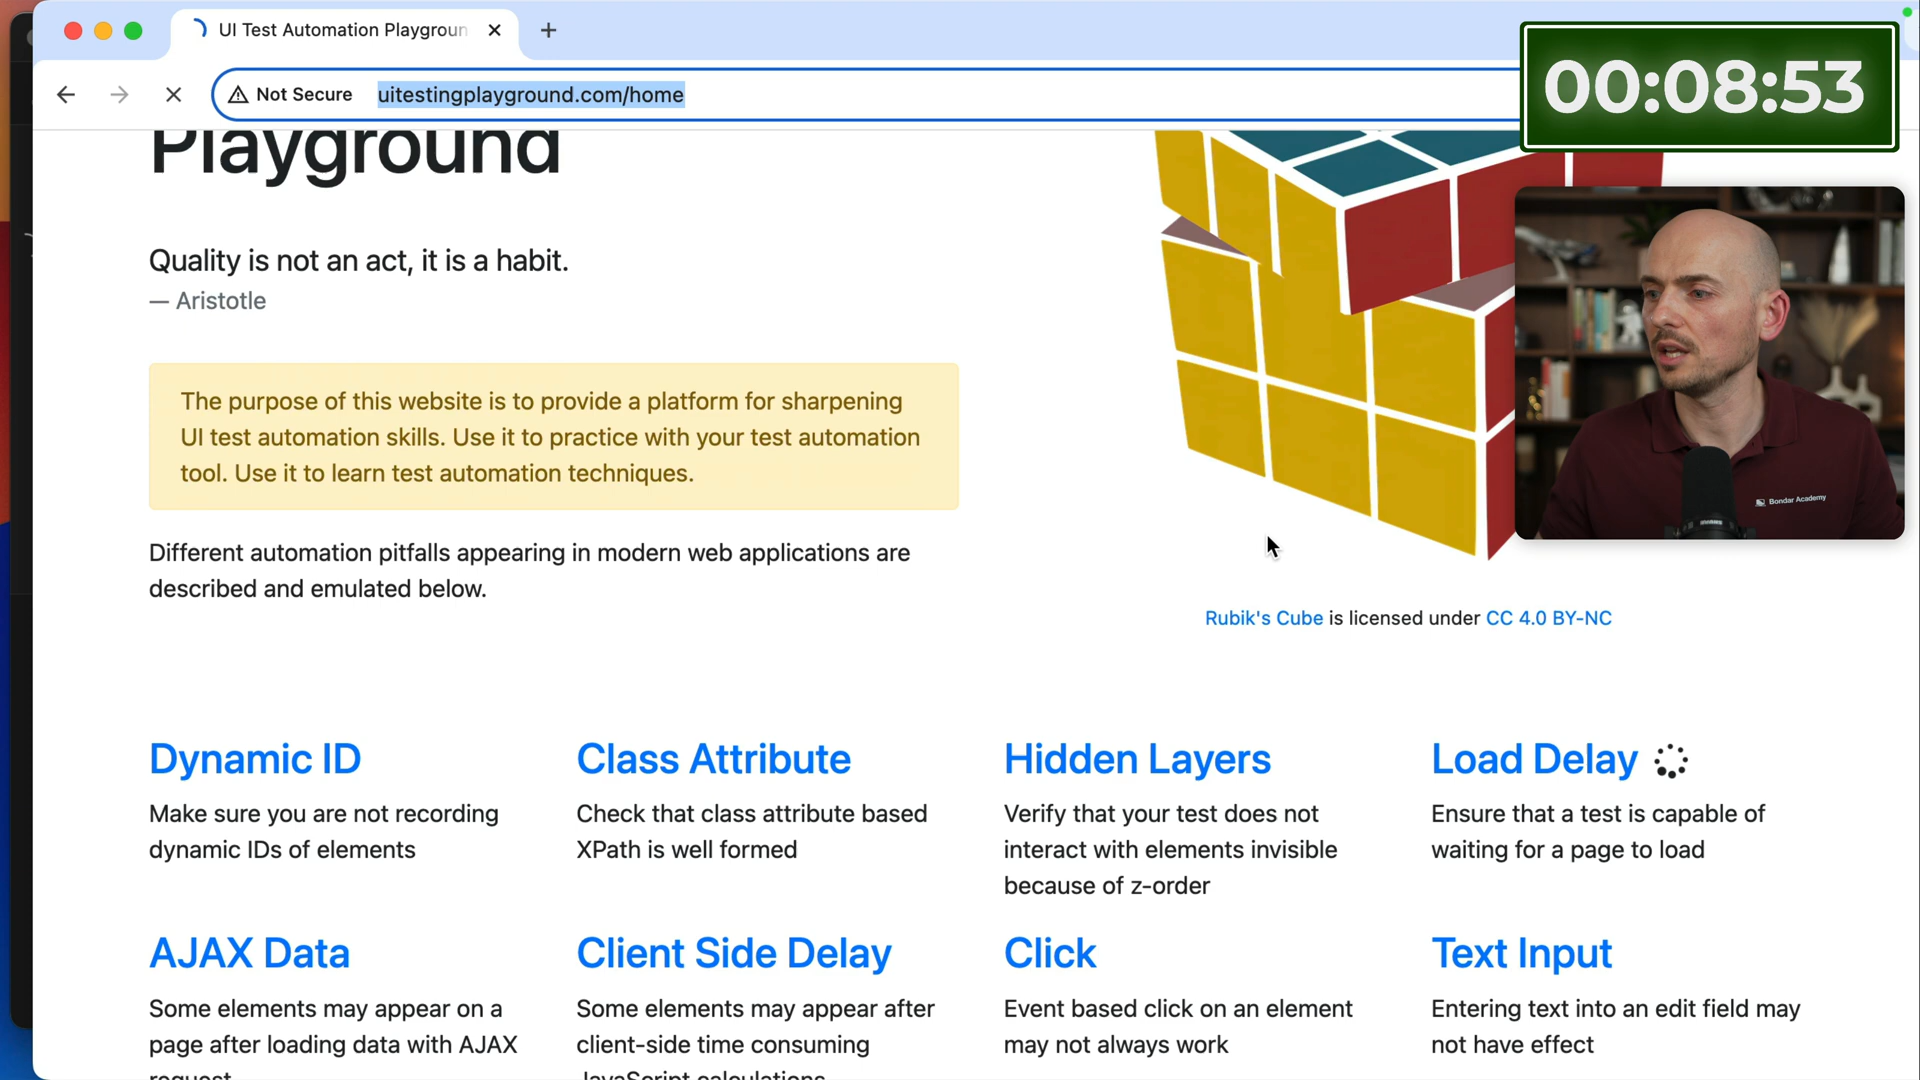 UI Test Automation Playgroun
Not Secure
uitestingplayground.com/home
00:08:53
Playground
Quality is not an act, it is a habit.
— Aristotle
The purpose of this website is to provide a platform for sharpening
UI test automation skills. Use it to practice with your test automation
tool. Use it to learn test automation techniques.
Different automation pitfalls appearing in modern web applications are
described and emulated below.
Bondar Academy
Rubik's Cube is licensed under CC 4.0 BY-NC
Dynamic ID
Make sure you are not recording
dynamic IDs of elements
Class Attribute
Check that class attribute based
XPath is well formed
Hidden Layers
Verify that your test does not
interact with elements invisible
because of z-order
Load Delay
Ensure that a test is capable of
waiting for a page to load
AJAX Data
Some elements may appear on a
page after loading data with AJAX
request
Client Side Delay
Some elements may appear after
client-side time consuming
JavaScript calculations
Click
Event based click on an element
may not always work
Text Input
Entering text into an edit field may
not have effect